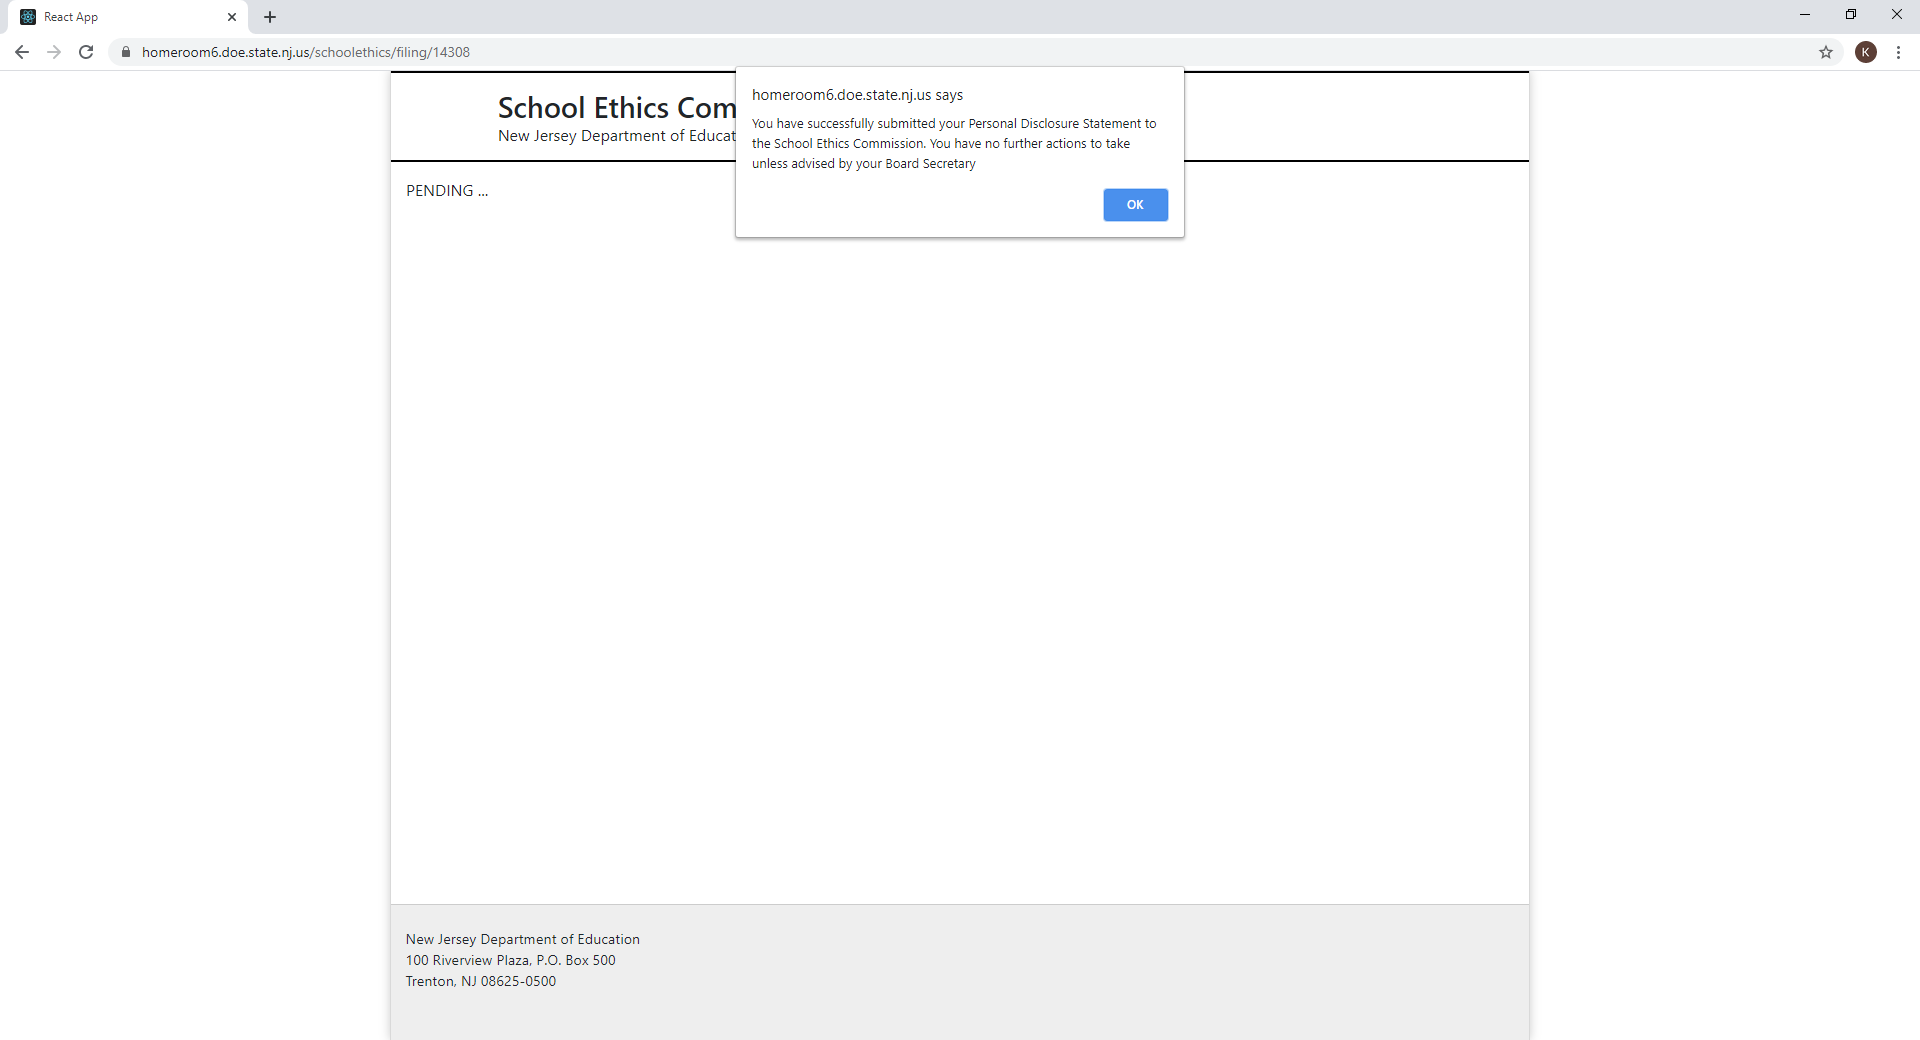 React App
homeroom6.doe.state.nj.us/schoolethics/filing/14308
K
School Ethics Com
New Jersey Department of Educat
homeroom6.doe.state.nj.us says
You have successfully submitted your Personal Disclosure Statement to
the School Ethics Commission. You have no further actions to take
unless advised by your Board Secretary
OK
PENDING ...
New Jersey Department of Education
100 Riverview Plaza, P.O. Box 500
Trenton, NJ 08625-0500